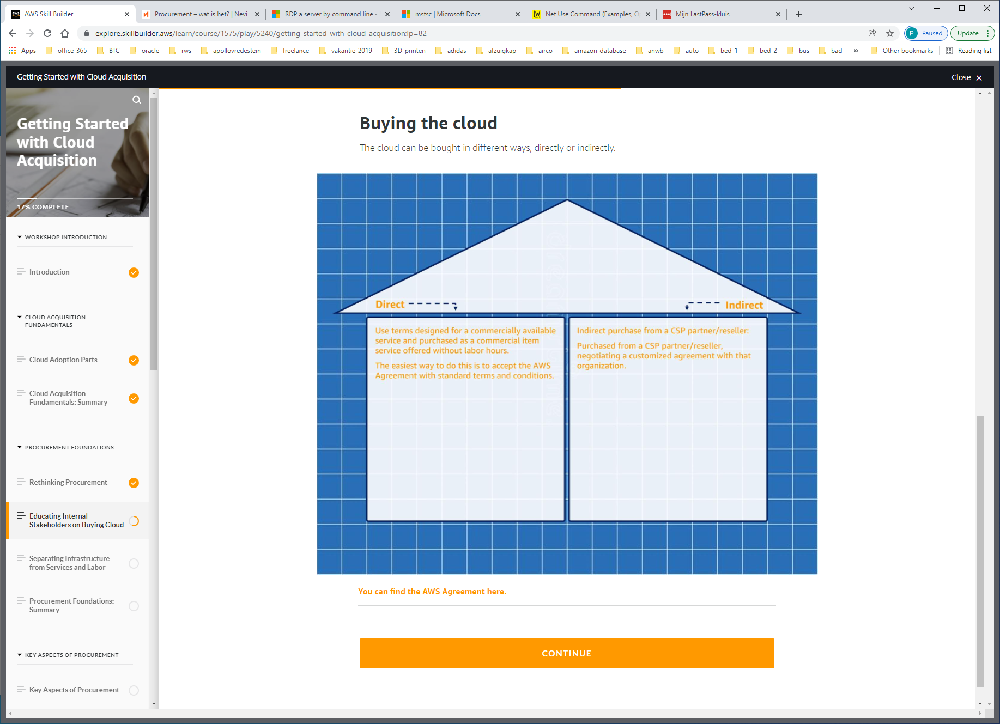 AWS Skill Builder
Procurement – wat is het? | Nevi
RDP a server by command line -
mstsc | Microsoft Docs
Net Use Command (Examples, O
Mijn LastPass-kluis
explore.skillbuilder.aws/learn/course/1575/play/5240/getting-started-with-cloud-acquisition;lp=82
P Paused
Update
Apps
office-365
BTC
oracle
rws
apollovredestein
freelance
vakantie-2019
3D-printen
adidas
afzuigkap
airco
amazon-database
anwb
auto
bed-1
bed-2
bus
bad
»
Other bookmarks
Reading list
Getting Started with Cloud Acquisition
Close
Getting Started
with Cloud
Acquisition
17% COMPLETE
WORKSHOP INTRODUCTION
Introduction
CLOUD ACQUISITION
FUNDAMENTALS
Cloud Adoption Parts
Cloud Acquisition
Fundamentals: Summary
PROCUREMENT FOUNDATIONS
Rethinking Procurement
Educating Internal
Stakeholders on Buying Cloud
Separating Infrastructure
from Services and Labor
Procurement Foundations:
Summary
KEY ASPECTS OF PROCUREMENT
Key Aspects of Procurement
Buying the cloud
The cloud can be bought in different ways, directly or indirectly.
Direct
Use terms designed for a commercially available
service and purchased as a commercial item
service offered without labor hours.
The easiest way to do this is to accept the AWS
Agreement with standard terms and conditions.
Indirect
Indirect purchase from a CSP partner/reseller:
Purchased from a CSP partner/reseller,
negotiating a customized agreement with that
organization.
You can find the AWS Agreement here.
CONTINUE